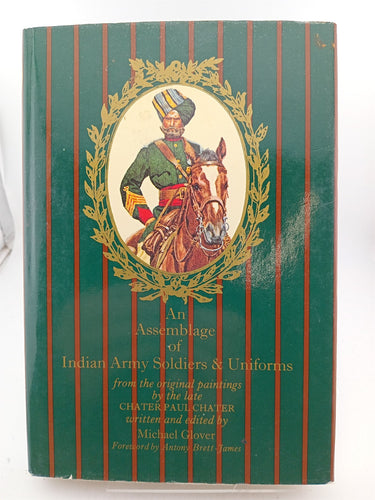 An
Assemblage
of
Indian Army Soldiers & Uniforms
from the original paintings
by the late
CHATER PAUL CHATER
written and edited by
Michael Glover
Foreword by Antony Brett-James